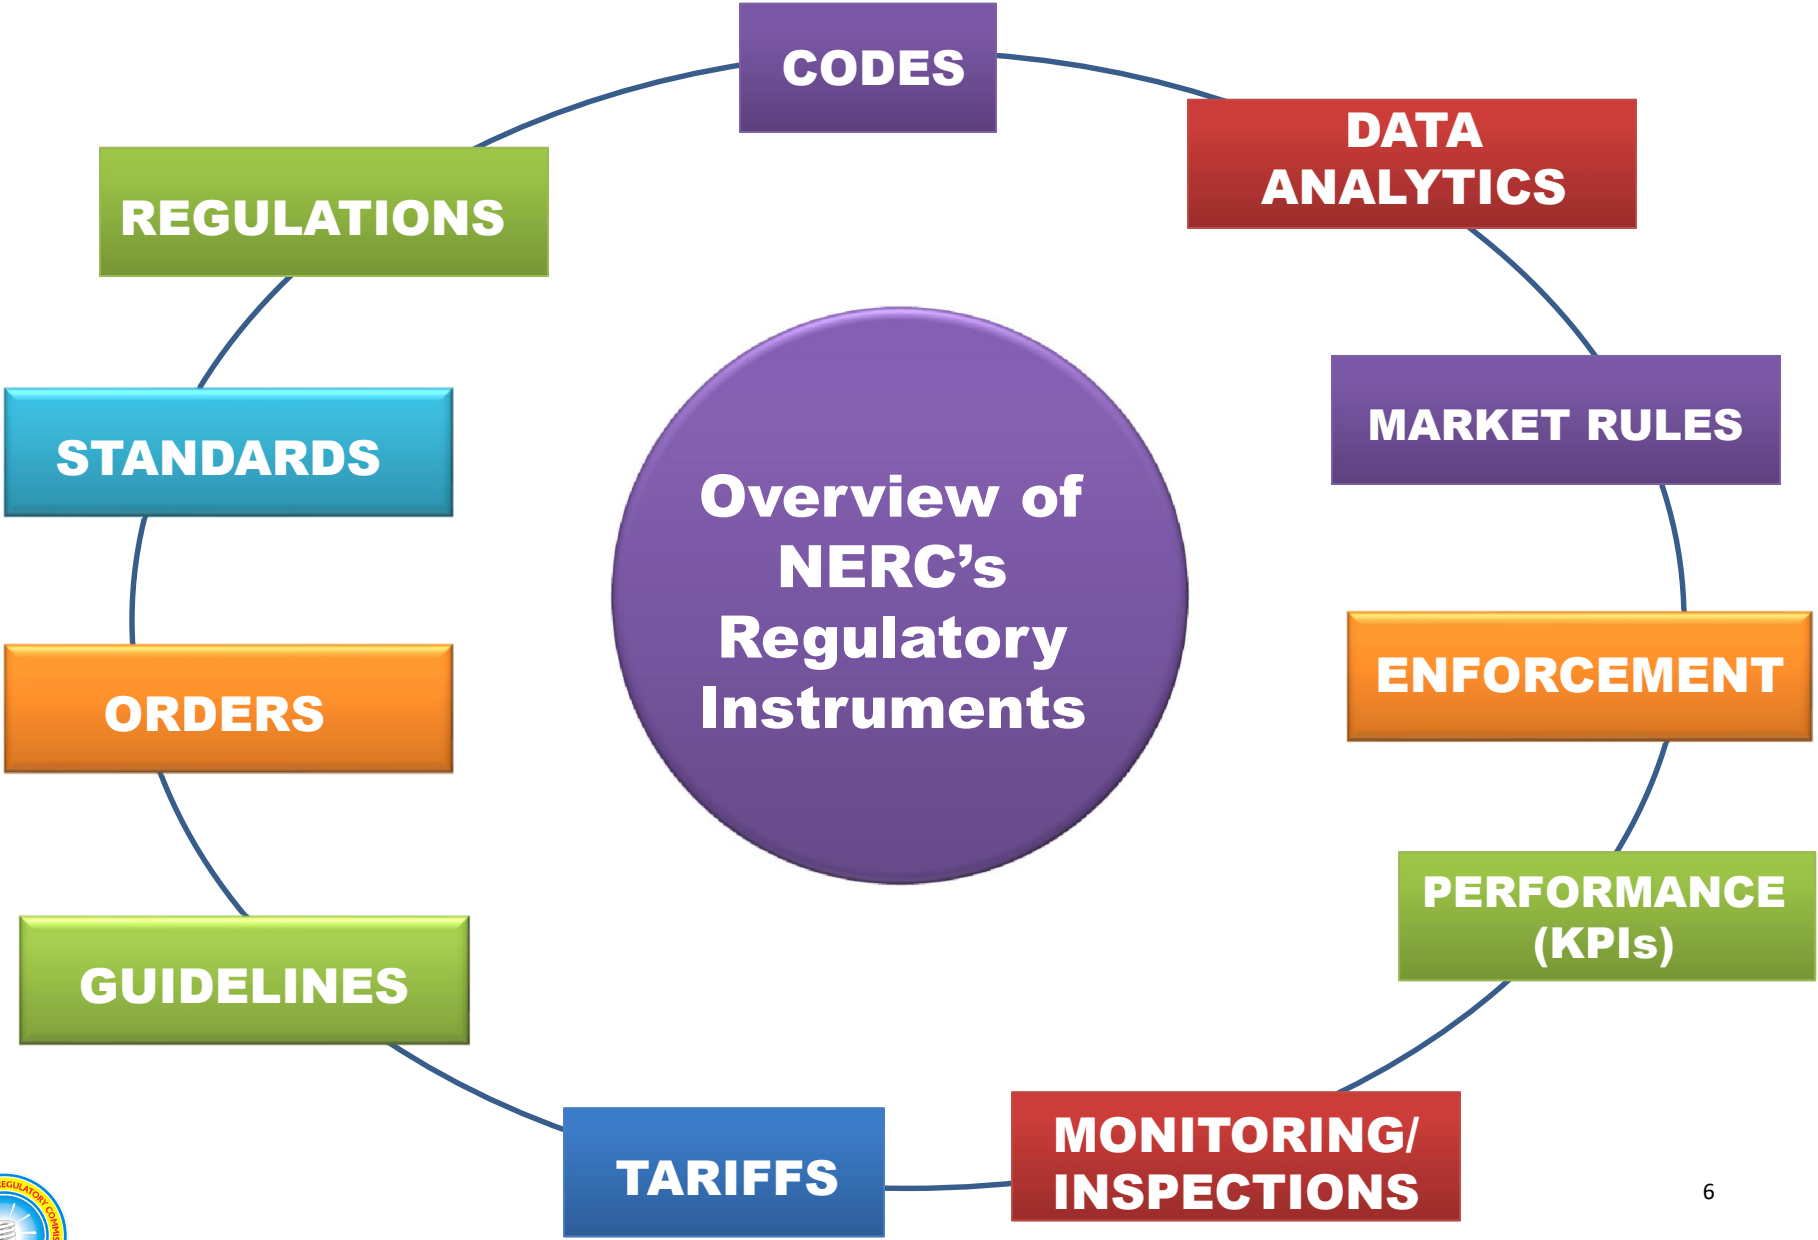 CODES
DATA
ANALYTICS
REGULATIONS
MARKET RULES
STANDARDS
Overview of
NERC’s
Regulatory
Instruments
ENFORCEMENT
ORDERS
PERFORMANCE
(KPIs)
GUIDELINES
MONITORING/
INSPECTIONS
TARIFFS
6
REGULATORY